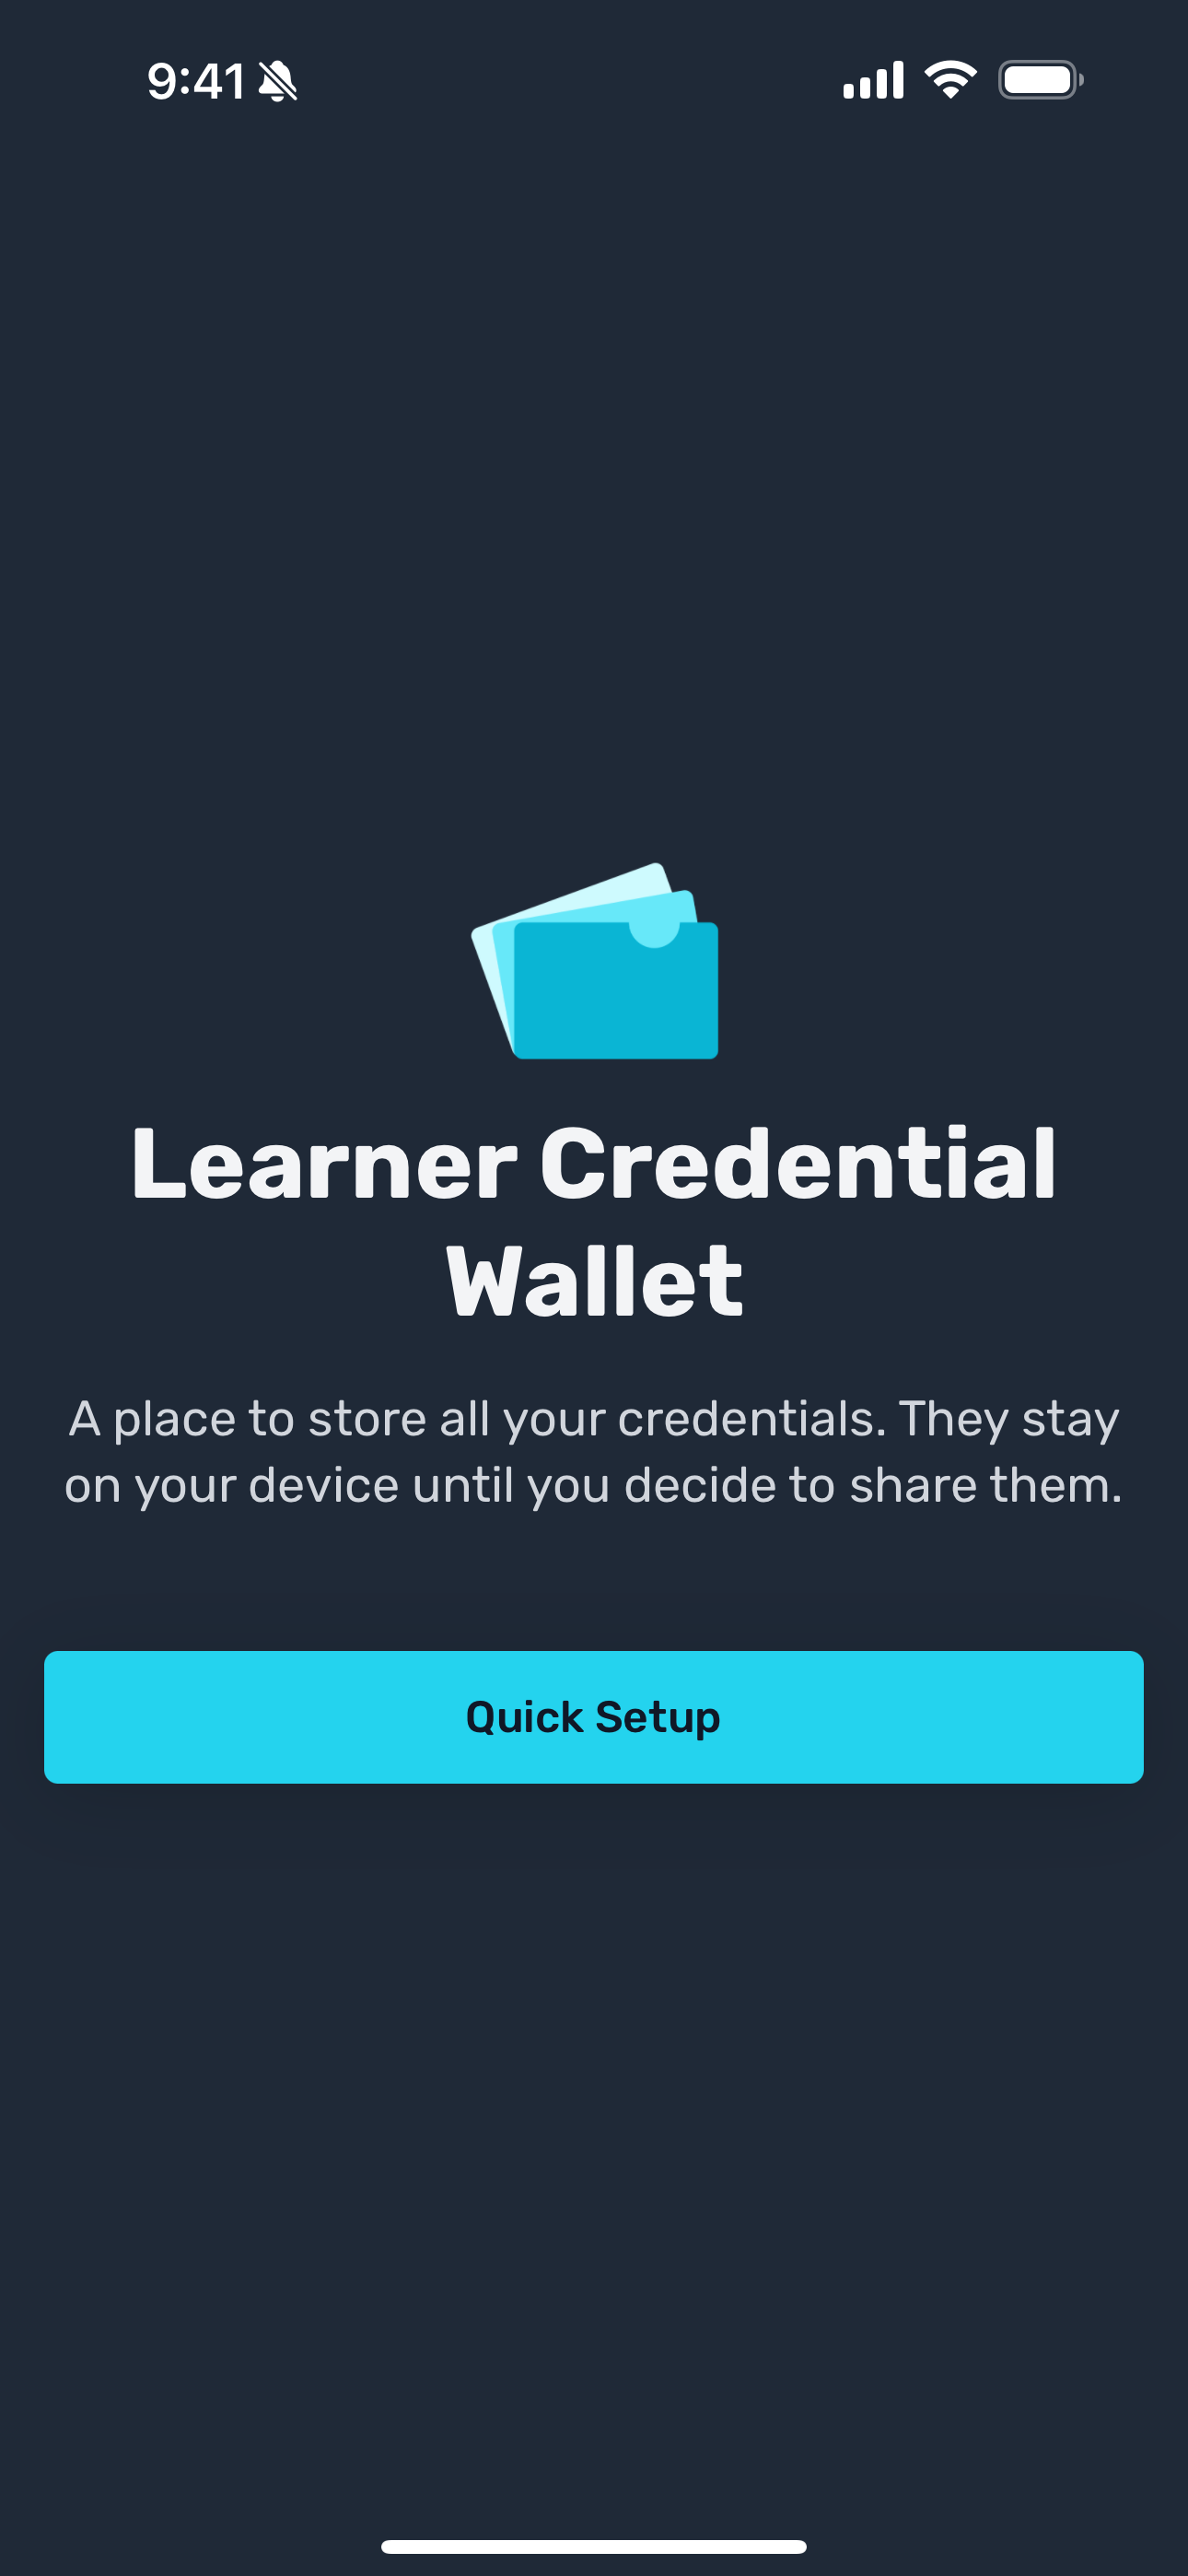 9:41
Learner Credential
Wallet
A place to store all your credentials. They stay
on your device until you decide to share them.
Quick Setup